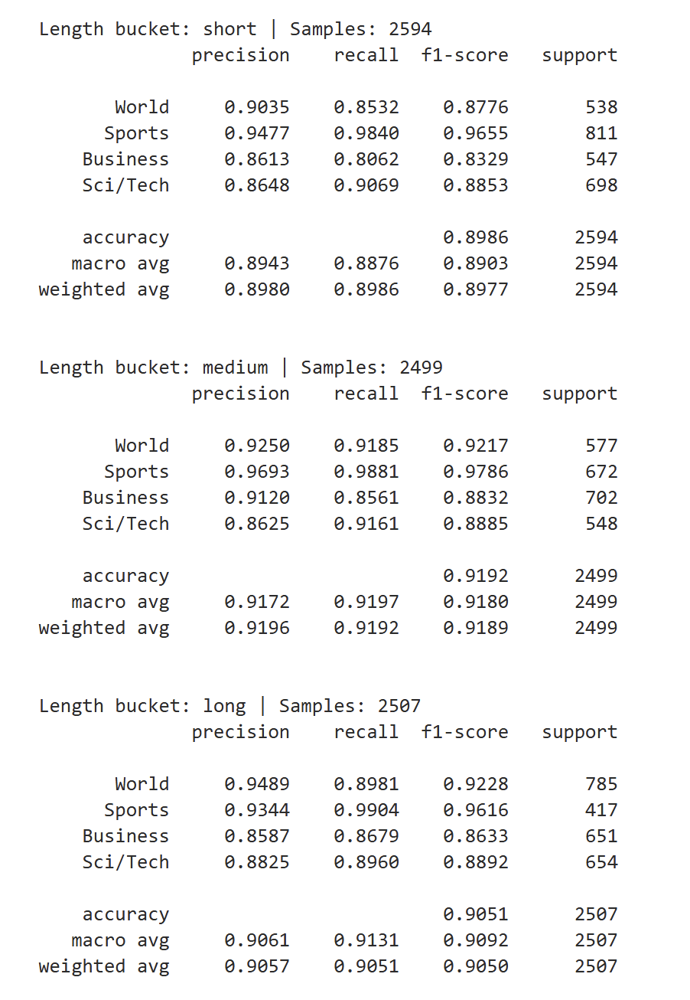 Length bucket: short | Samples: 2594
precision recall f1-score support
World 0.9035 0.8532 0.8776 538
Sports 0.9477 0.9840 0.9655 811
Business 0.8613 0.8062 0.8329 547
Sci/Tech 0.8648 0.9069 0.8853 698
accuracy 0.8986 2594
macro avg 0.8943 0.8876 0.8903 2594
weighted avg 0.8980 0.8986 0.8977 2594
Length bucket: medium | Samples: 2499
precision recall f1-score support
World 0.9250 0.9185 0.9217 577
Sports 0.9693 0.9881 0.9786 672
Business 0.9120 0.8561 0.8832 702
Sci/Tech 0.8625 0.9161 0.8885 548
accuracy 0.9192 2499
macro avg 0.9172 0.9197 0.9180 2499
weighted avg 0.9196 0.9192 0.9189 2499
Length bucket: long | Samples: 2507
precision recall f1-score support
World 0.9489 0.8981 0.9228 785
Sports 0.9344 0.9904 0.9616 417
Business 0.8587 0.8679 0.8633 651
Sci/Tech 0.8825 0.8960 0.8892 654
accuracy 0.9051 2507
macro avg 0.9061 0.9131 0.9092 2507
weighted avg 0.9057 0.9051 0.9050 2507